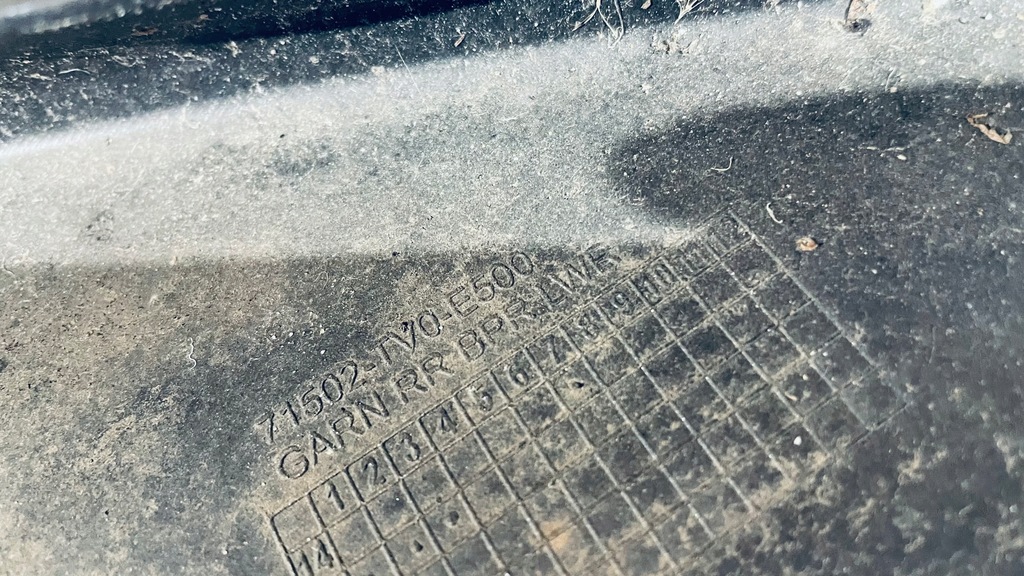 71502-TV0-E500
GARN RR BPR LWR
1 2 3 4 5 6 7 8 9 10 11
14